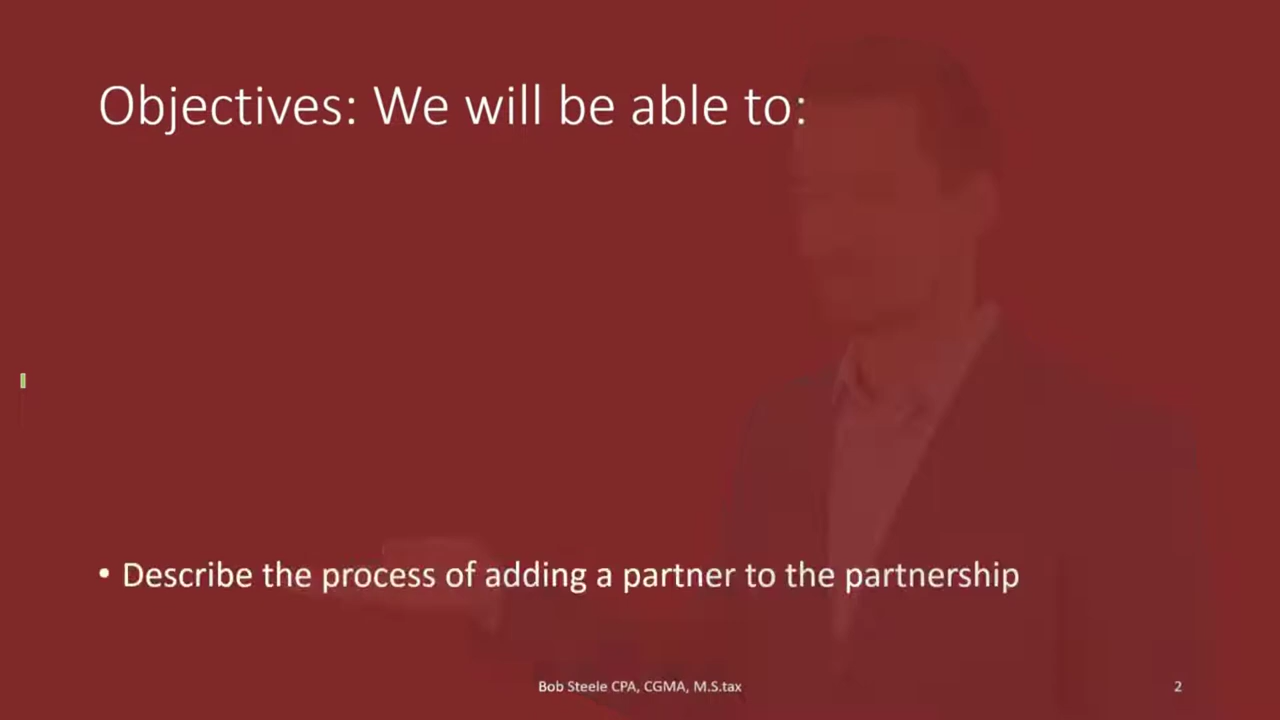 Objectives: We will be able to:
• Describe the process of adding a partner to the partnership
Bob Steele CPA, CGMA, M.S.tax
2